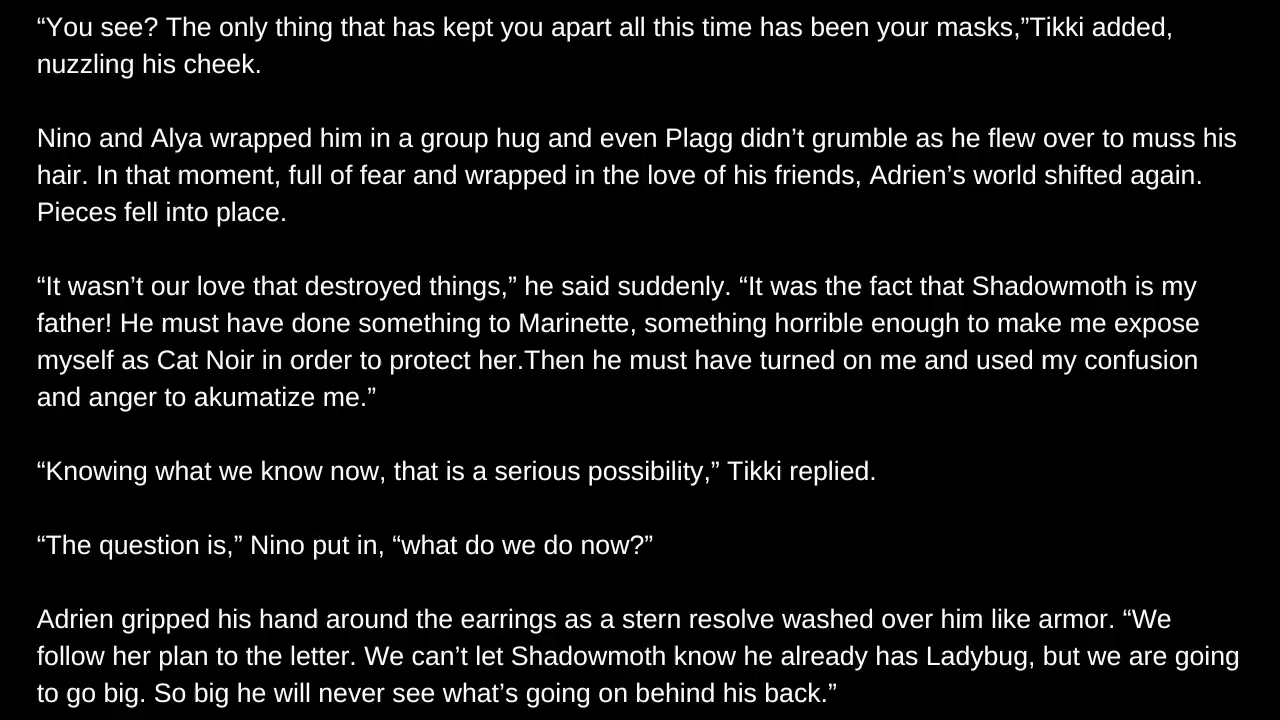 “You see? The only thing that has kept you apart all this time has been your masks,”Tikki added,
nuzzling his cheek.
Nino and Alya wrapped him in a group hug and even Plagg didn’t grumble as he flew over to muss his
hair. In that moment, full of fear and wrapped in the love of his friends, Adrien’s world shifted again.
Pieces fell into place.
“It wasn’t our love that destroyed things,” he said suddenly. “It was the fact that Shadowmoth is my
father! He must have done something to Marinette, something horrible enough to make me expose
myself as Cat Noir in order to protect her.Then he must have turned on me and used my confusion
and anger to akumatize me.”
“Knowing what we know now, that is a serious possibility,” Tikki replied.
“The question is,” Nino put in, “what do we do now?”
Adrien gripped his hand around the earrings as a stern resolve washed over him like armor. “We
follow her plan to the letter. We can’t let Shadowmoth know he already has Ladybug, but we are going
to go big. So big he will never see what’s going on behind his back.”